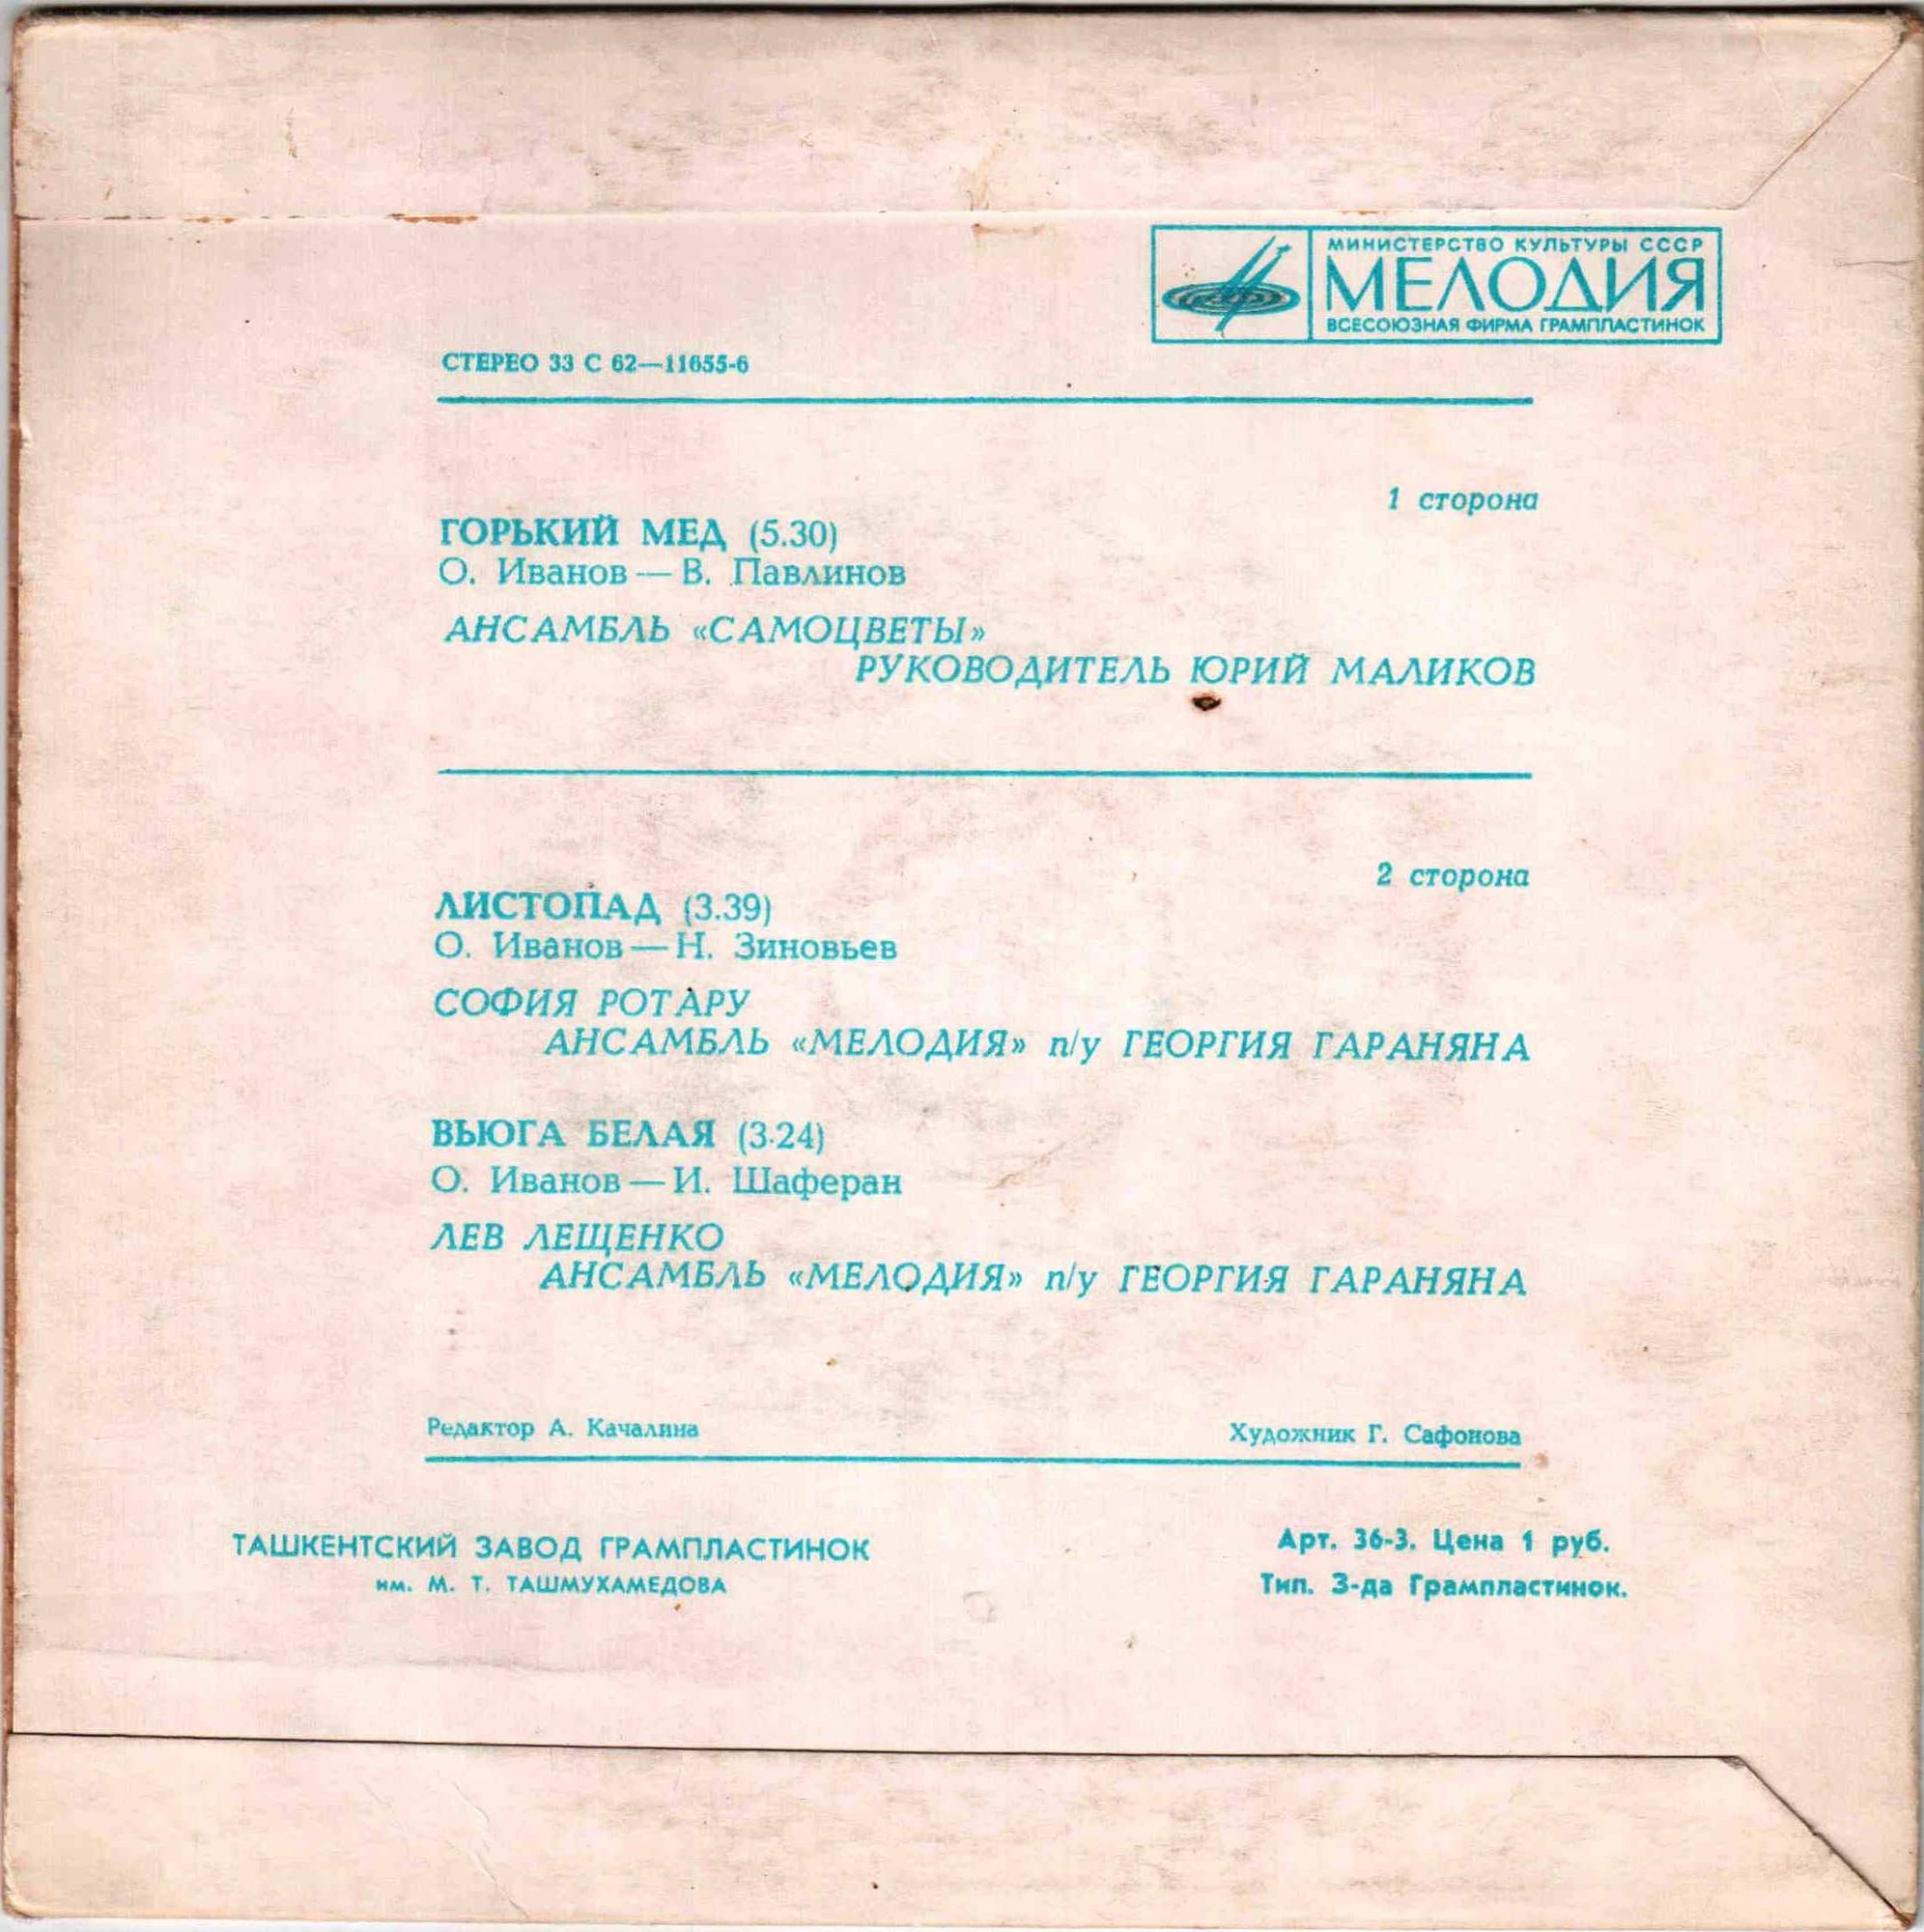 МИНИСТЕРСТВО КУЛЬТУРЫ СССР
МЕЛОДИЯ
ВСЕСОЮЗНАЯ ФИРМА ГРАМПЛАСТИНОК
СТЕРЕО 33 С 62—11655-6
1 сторона
ГОРЬКИЙ МЕД (5.30)
О. Иванов — В. Павлинов
АНСАМБЛЬ «САМОЦВЕТЫ»
РУКОВОДИТЕЛЬ ЮРИЙ МАЛИКОВ
2 сторона
ЛИСТОПАД (3.39)
О. Иванов — Н. Зиновьев
СОФИЯ РОТАРУ
АНСАМБЛЬ «МЕЛОДИЯ» п/у ГЕОРГИЯ ГАРАНЯНА
ВЬЮГА БЕЛАЯ (3.24)
О. Иванов — И. Шаферан
ЛЕВ ЛЕЩЕНКО
АНСАМБЛЬ «МЕЛОДИЯ» п/у ГЕОРГИЯ ГАРАНЯНА
Редактор А. Качалина
Художник Г. Сафонова
ТАШКЕНТСКИЙ ЗАВОД ГРАМПЛАСТИНОК
им. М. Т. ТАШМУХАМЕДОВА
Арт. 36-3. Цена 1 руб.
Тип. З-да Грампластинок.